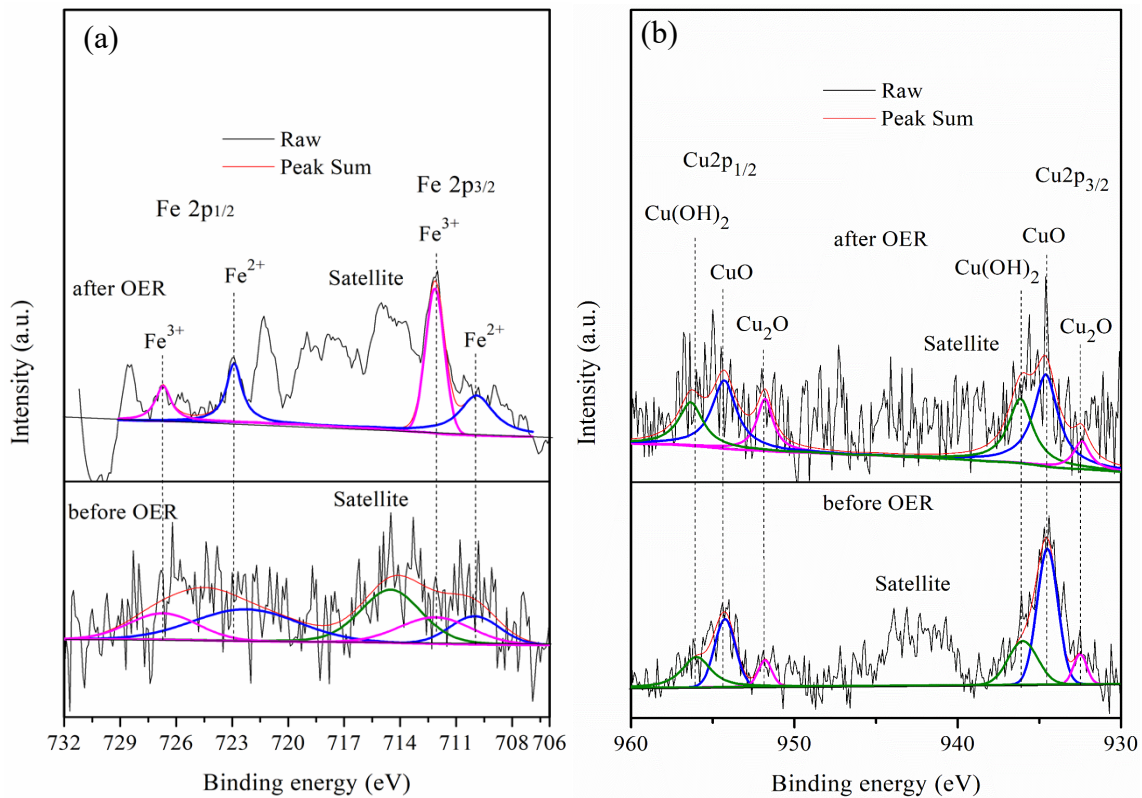 (a)
Raw
Peak Sum
Fe 2p1/2
Fe 2p3/2
Fe3+
Fe2+
Satellite
after OER
Fe3+
Fe2+
before OER
Satellite
Intensity (a.u.)
732 729 726 723 720 717 714 711 708 706
Binding energy (eV)
(b)
Raw
Peak Sum
Cu2p1/2
Cu2p3/2
Cu(OH)2
after OER
CuO
CuO
Cu(OH)2
Cu2O
Satellite
Cu2O
before OER
Satellite
Intensity (a.u.)
960 950 940 930
Binding energy (eV)